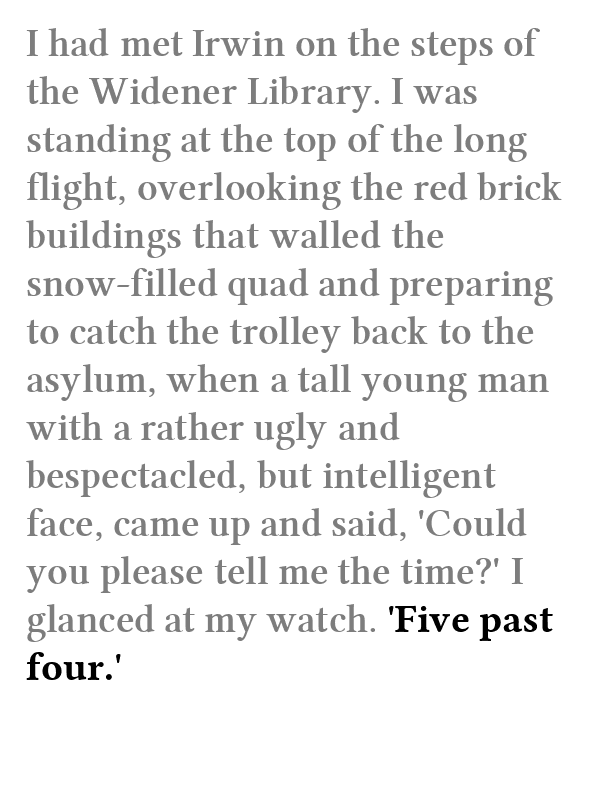 I had met Irwin on the steps of
the Widener Library. I was
standing at the top of the long
flight, overlooking the red brick
buildings that walled the
snow-filled quad and preparing
to catch the trolley back to the
asylum, when a tall young man
with a rather ugly and
bespectacled, but intelligent
face, came up and said, 'Could
you please tell me the time?' I
glanced at my watch. 'Five past
four.'